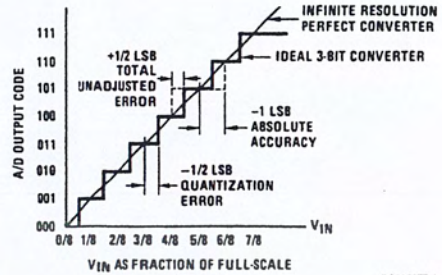 INFINITE RESOLUTION
PERFECT CONVERTER
111
+1/2 LSB
TOTAL
UNADJUSTED
ERROR
IDEAL 3-BIT CONVERTER
110
101
100
−1 LSB
ABSOLUTE
ACCURACY
011
−1/2 LSB
QUANTIZATION
ERROR
010
001
000
A/D OUTPUT CODE
0/8 1/8 2/8 3/8 4/8 5/8 6/8 7/8
VIN
VIN AS FRACTION OF FULL-SCALE